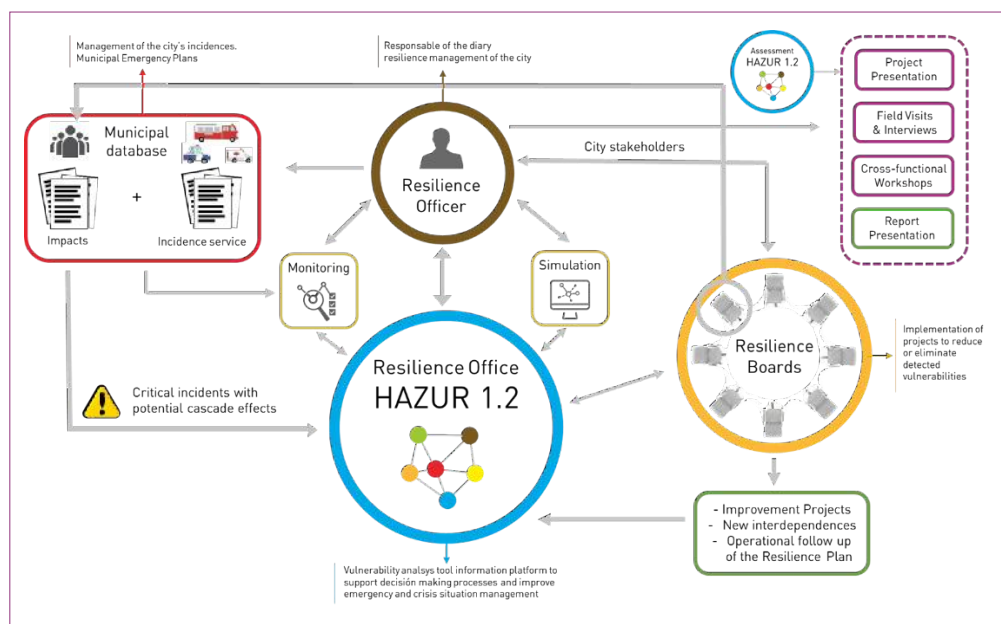 Management of the city's incidences.
Municipal Emergency Plans
Responsable of the diary
resilience management of the city
Assessment
HAZUR 1.2
Project
Presentation
Field Visits
& Interviews
Cross-functional
Workshops
Report
Presentation
Municipal
database
+
Impacts
Incidence service
Resilience
Officer
City stakeholders
Monitoring
Simulation
Resilience
Boards
Implementation of
projects to reduce
or eliminate
detected
vulnerabilities
Critical incidents with
potential cascade effects
Resilience Office
HAZUR 1.2
- Improvement Projects
- New interdependences
- Operational follow up
of the Resilience Plan
Vulnerability analsys tool information platform to
support decisión making processes and improve
emergency and crisis situation management